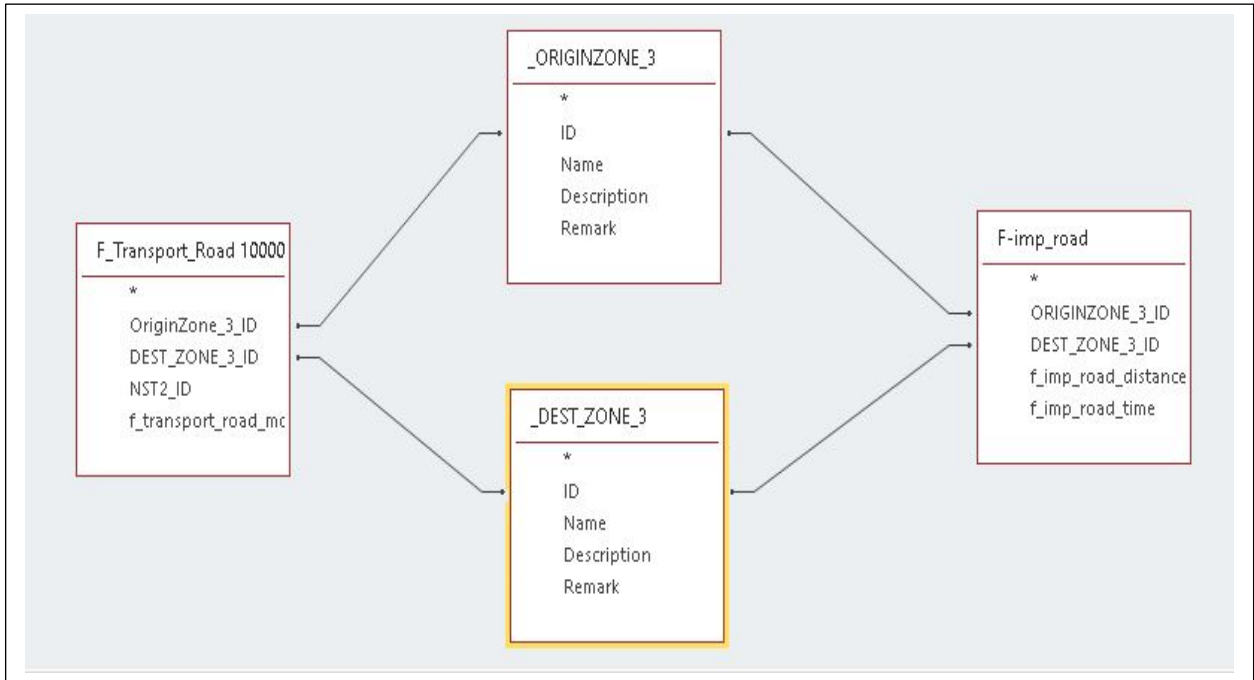 _ORIGINZONE_3
*
ID
Name
Description
Remark
F_Transport_Road 10000
*
OriginZone_3_ID
DEST_ZONE_3_ID
NST2_ID
f_transport_road_mc
F-imp_road
*
ORIGINZONE_3_ID
DEST_ZONE_3_ID
f_imp_road_distance
f_imp_road_time
_DEST_ZONE_3
*
ID
Name
Description
Remark